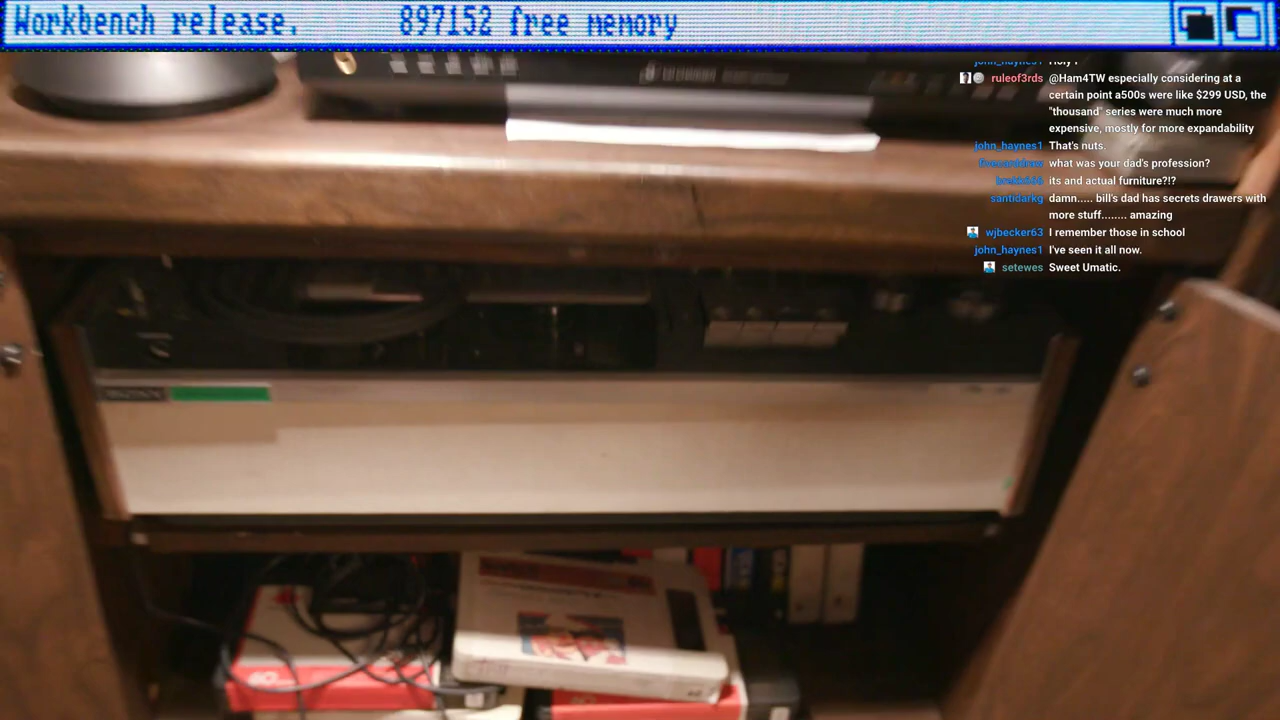 Workbench release. 897152 free memory
ruleof3rds @Ham4TW especially considering at a
certain point a500s were like $299 USD, the
"thousand" series were much more
expensive, mostly for more expandability
john_haynes1 That's nuts.
what was your dad's profession?
its and actual furniture?!?
santidarkg damn..... bill's dad has secrets drawers with
more stuff........ amazing
wjbecker63 I remember those in school
john_haynes1 I've seen it all now.
setewes Sweet Umatic.
SONY
60